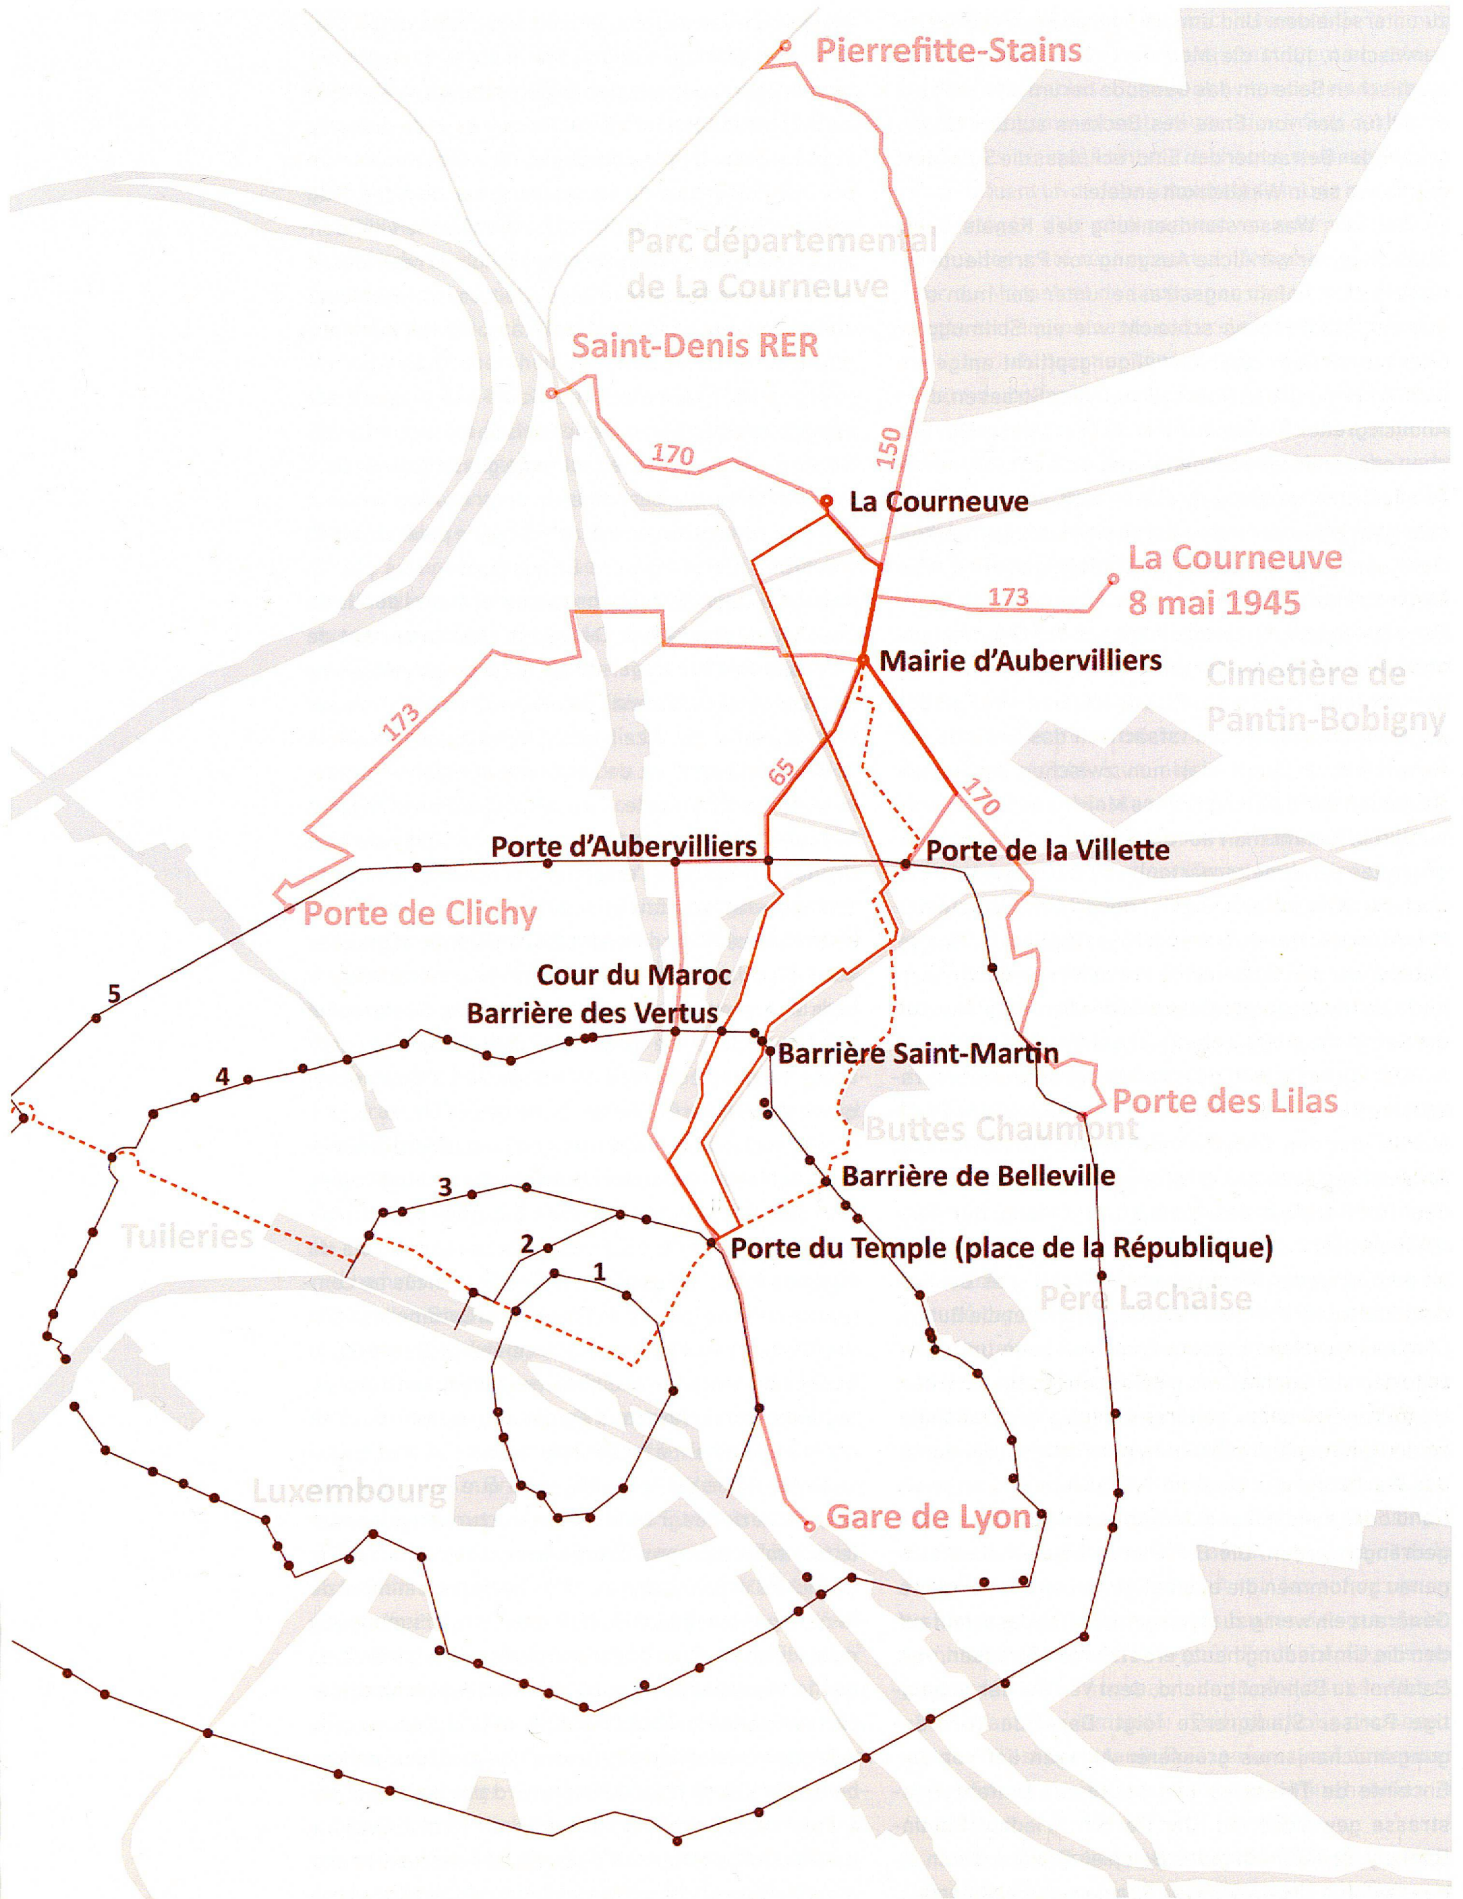 Pierrefitte-Stains
Parc départemental
de La Courneuve
Saint-Denis RER
170
150
La Courneuve
La Courneuve
8 mai 1945
173
Mairie d'Aubervilliers
Cimetière de
Pantin-Bobigny
173
65
170
Porte d'Aubervilliers
Porte de la Villette
Porte de Clichy
Cour du Maroc
5
Barrière des Vertus
Barrière Saint-Martin
4
Porte des Lilas
Buttes Chaumont
Barrière de Belleville
3
Tuileries
2
Porte du Temple (place de la République)
1
Père Lachaise
Luxembourg
Gare de Lyon